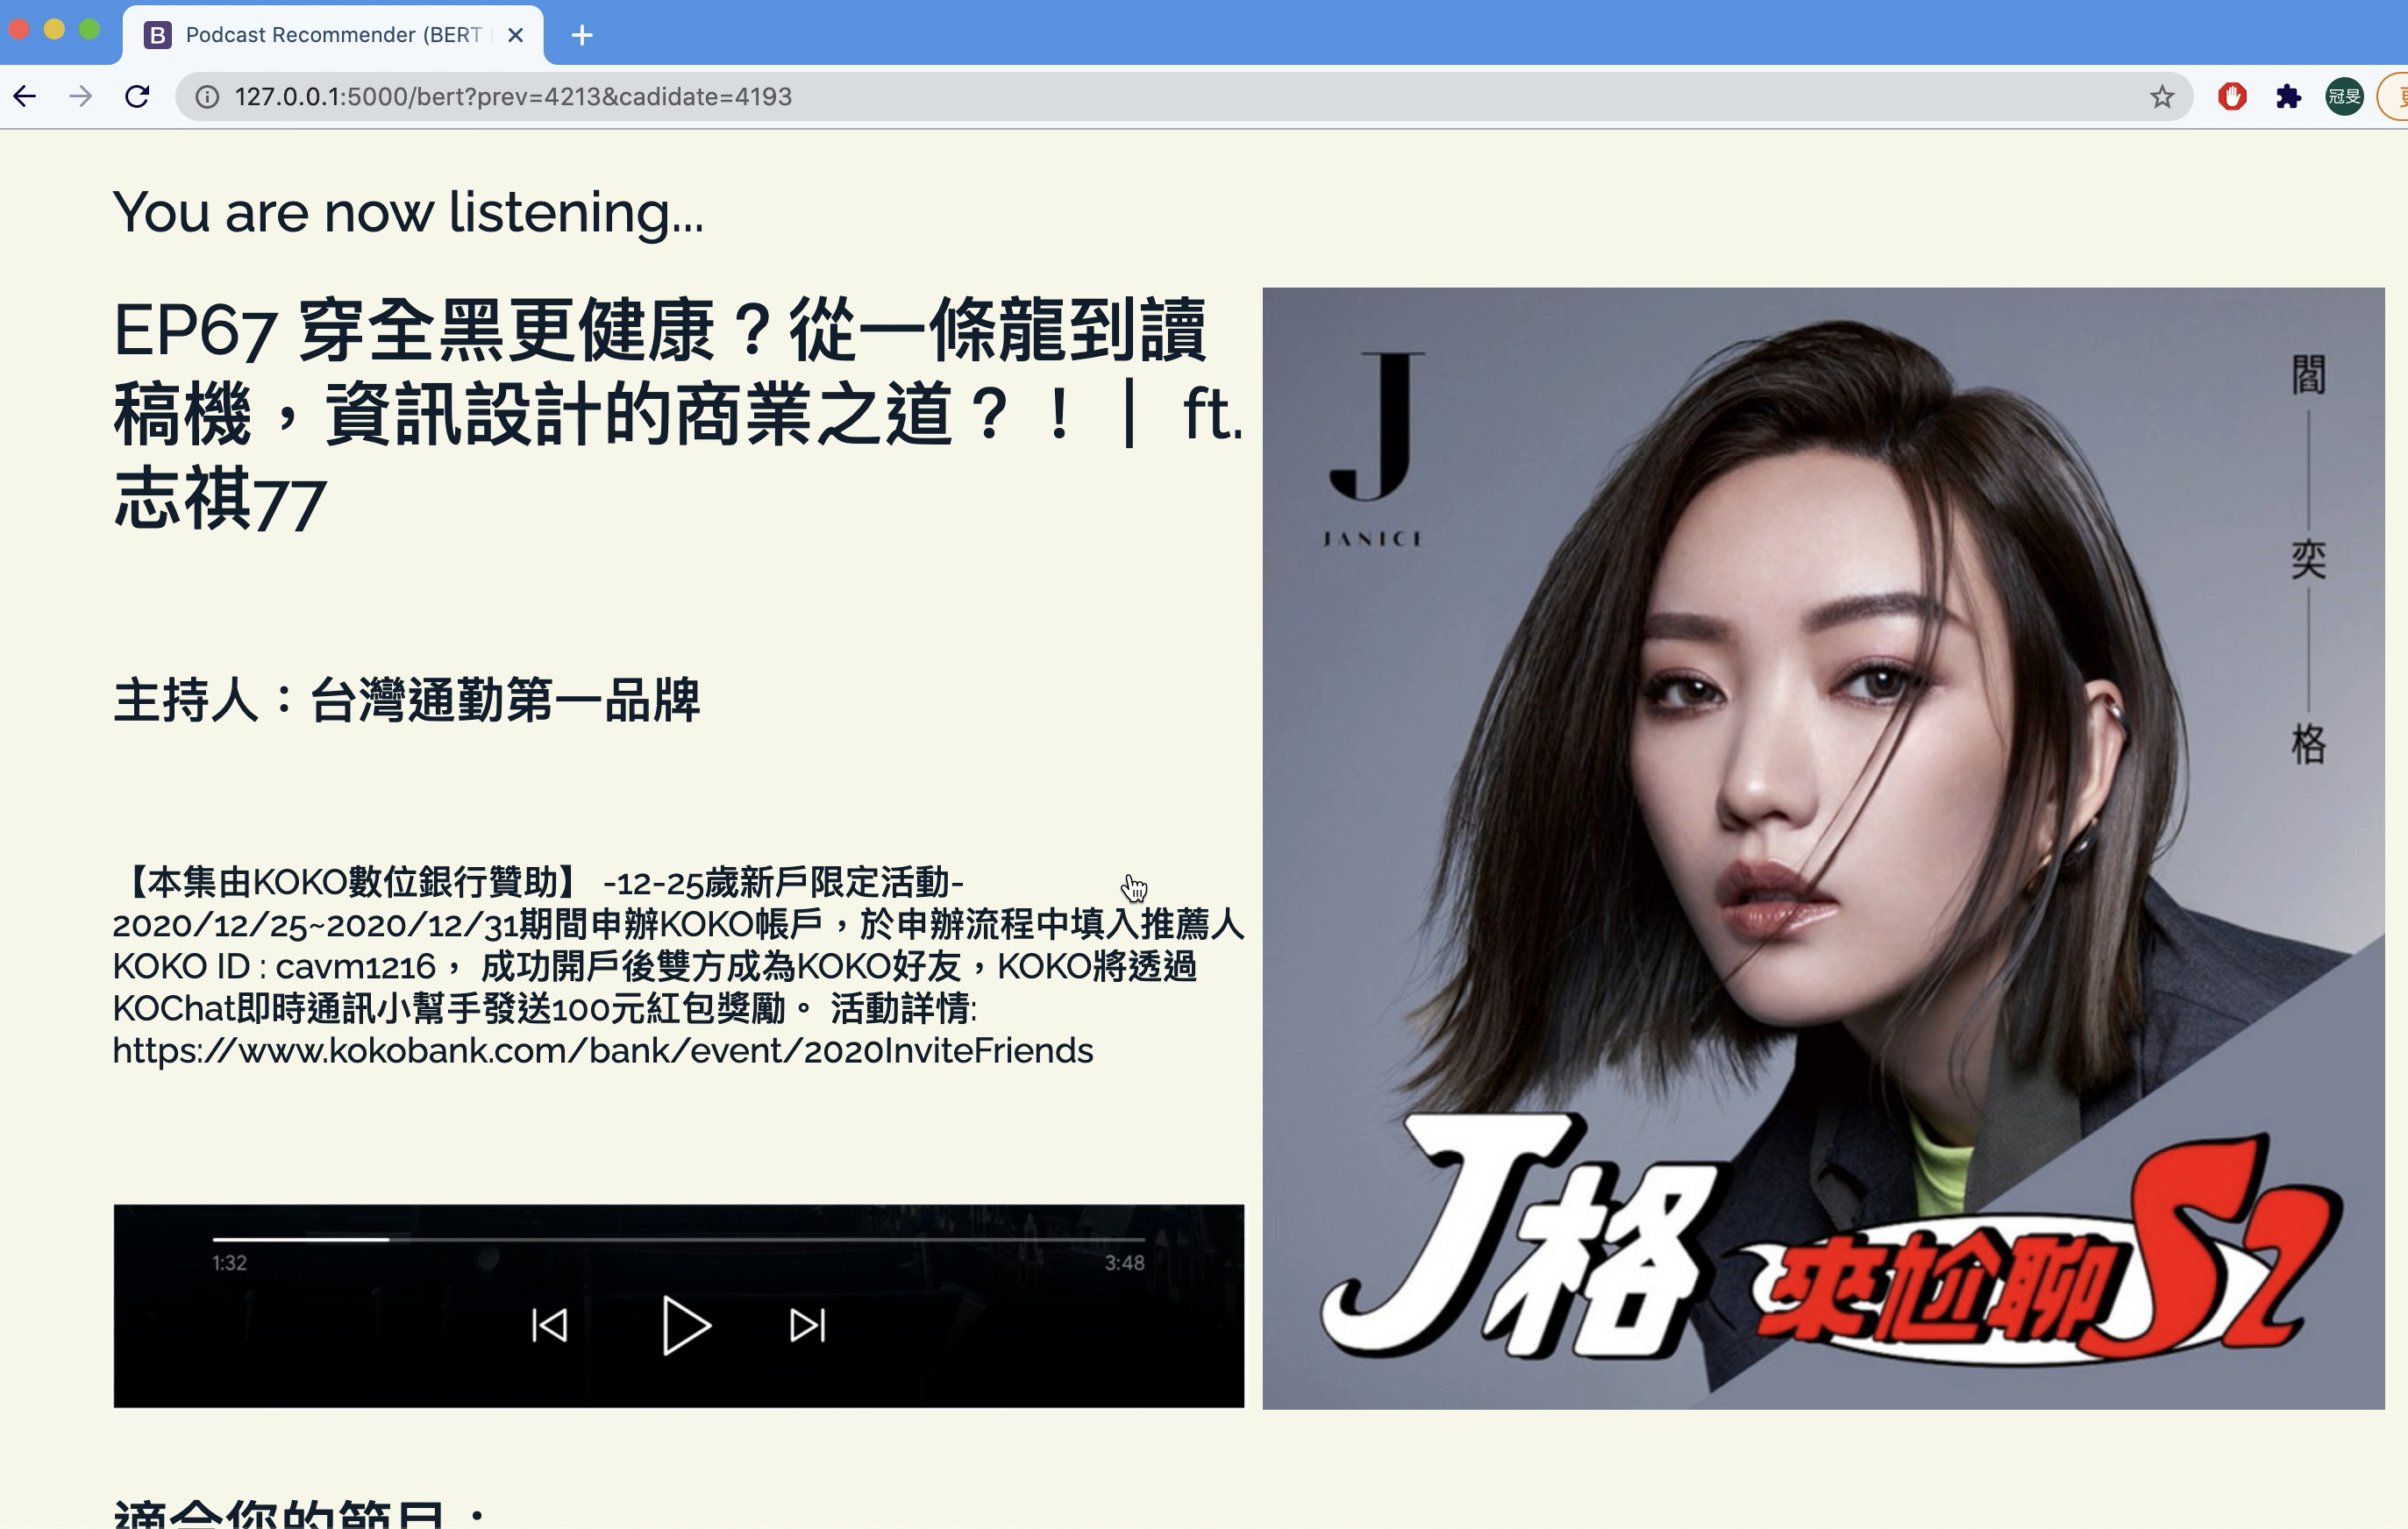 Podcast Recommender (BERT
127.0.0.1:5000/bert?prev=4213&cadidate=4193
冠旻
You are now listening...
EP67 穿全黑更健康？從一條龍到讀
稿機，資訊設計的商業之道？！｜ ft.
志祺77
主持人：台灣通勤第一品牌
【本集由KOKO數位銀行贊助】 -12-25歲新戶限定活動-
2020/12/25~2020/12/31期間申辦KOKO帳戶，於申辦流程中填入推薦人
KOKO ID : cavm1216， 成功開戶後雙方成為KOKO好友，KOKO將透過
KOChat即時通訊小幫手發送100元紅包獎勵。 活動詳情:
https://www.kokobank.com/bank/event/2020InviteFriends
1:32
3:48
J
JANICE
閻奕格
J格 來尬聊 S2
適合您的節目：